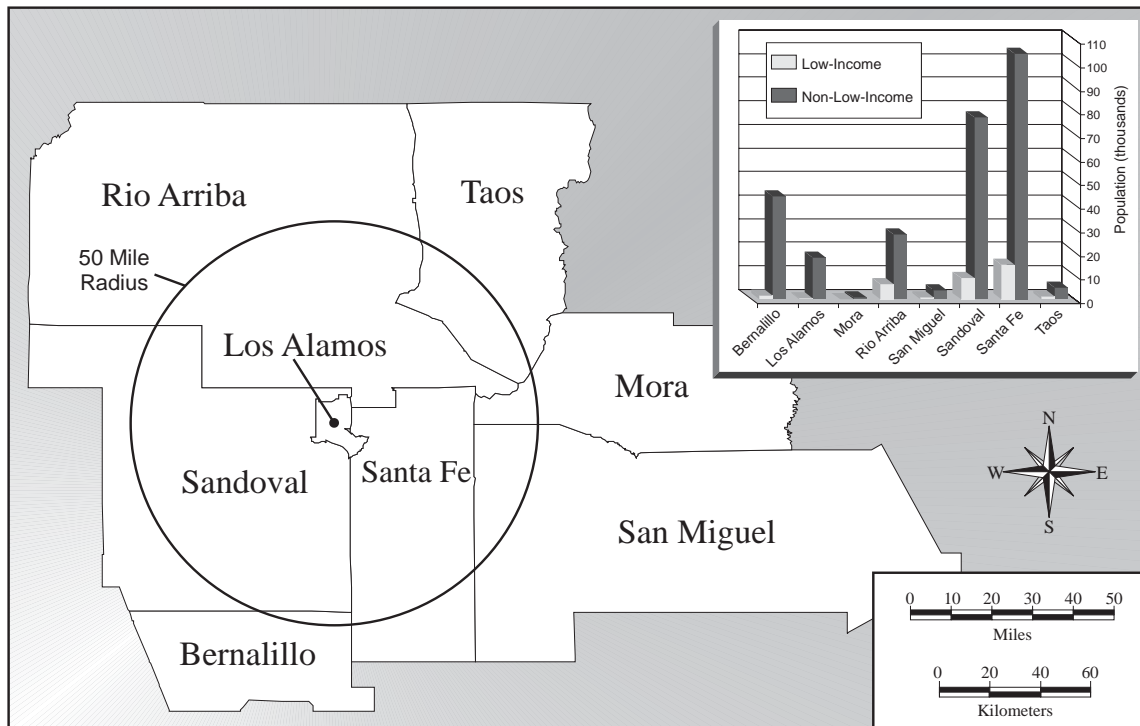 Rio Arriba
Taos
50 Mile
Radius
Los Alamos
Mora
Sandoval
Santa Fe
San Miguel
Bernalillo
Low-Income
Non-Low-Income
110
100
90
80
70
60
50
40
30
20
10
0
Population (thousands)
Bernalillo
Los Alamos
Mora
Rio Arriba
San Miguel
Sandoval
Santa Fe
Taos
N
W E
S
0 10 20 30 40 50
Miles
0 20 40 60
Kilometers